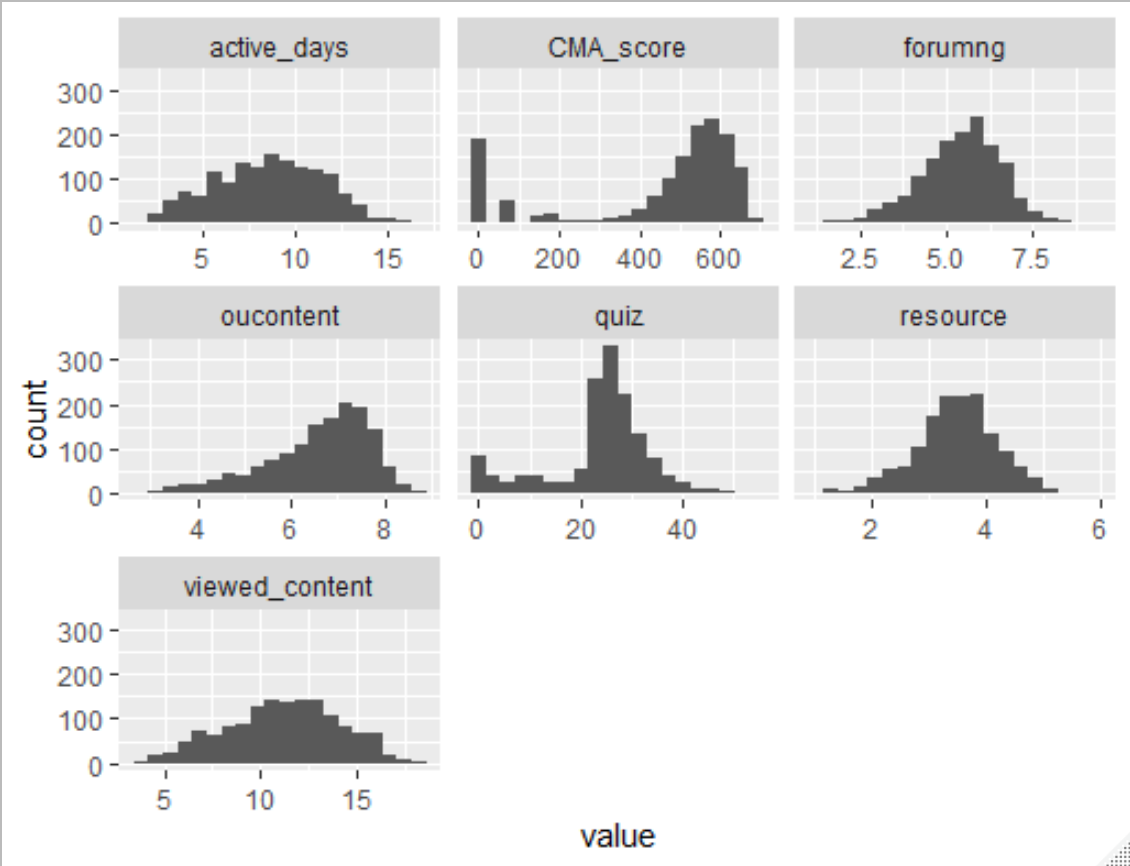 active_days CMA_score forumng
300
200
100
0
5 10 15 0 200 400 600 2.5 5.0 7.5
oucontent quiz resource
300
200
100
0
4 6 8 0 20 40 2 4 6
viewed_content
300
200
100
0
5 10 15
count
value